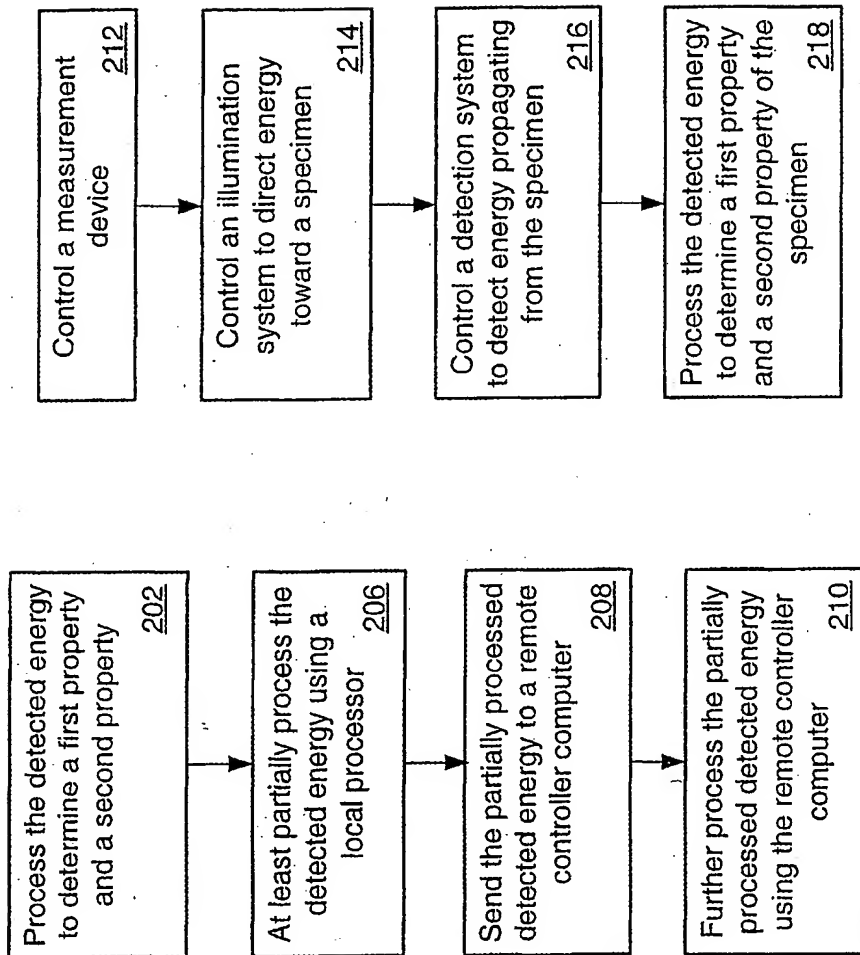 Process the detected energy
to determine a first property
and a second property
202
At least partially process the
detected energy using a
local processor
206
Send the partially processed
detected energy to a remote
controller computer
208
Further process the partially
processed detected energy
using the remote controller
computer
210
Control a measurement
device
212
Control an illumination
system to direct energy
toward a specimen
214
Control a detection system
to detect energy propagating
from the specimen
216
Process the detected energy
to determine a first property
and a second property of the
specimen
218